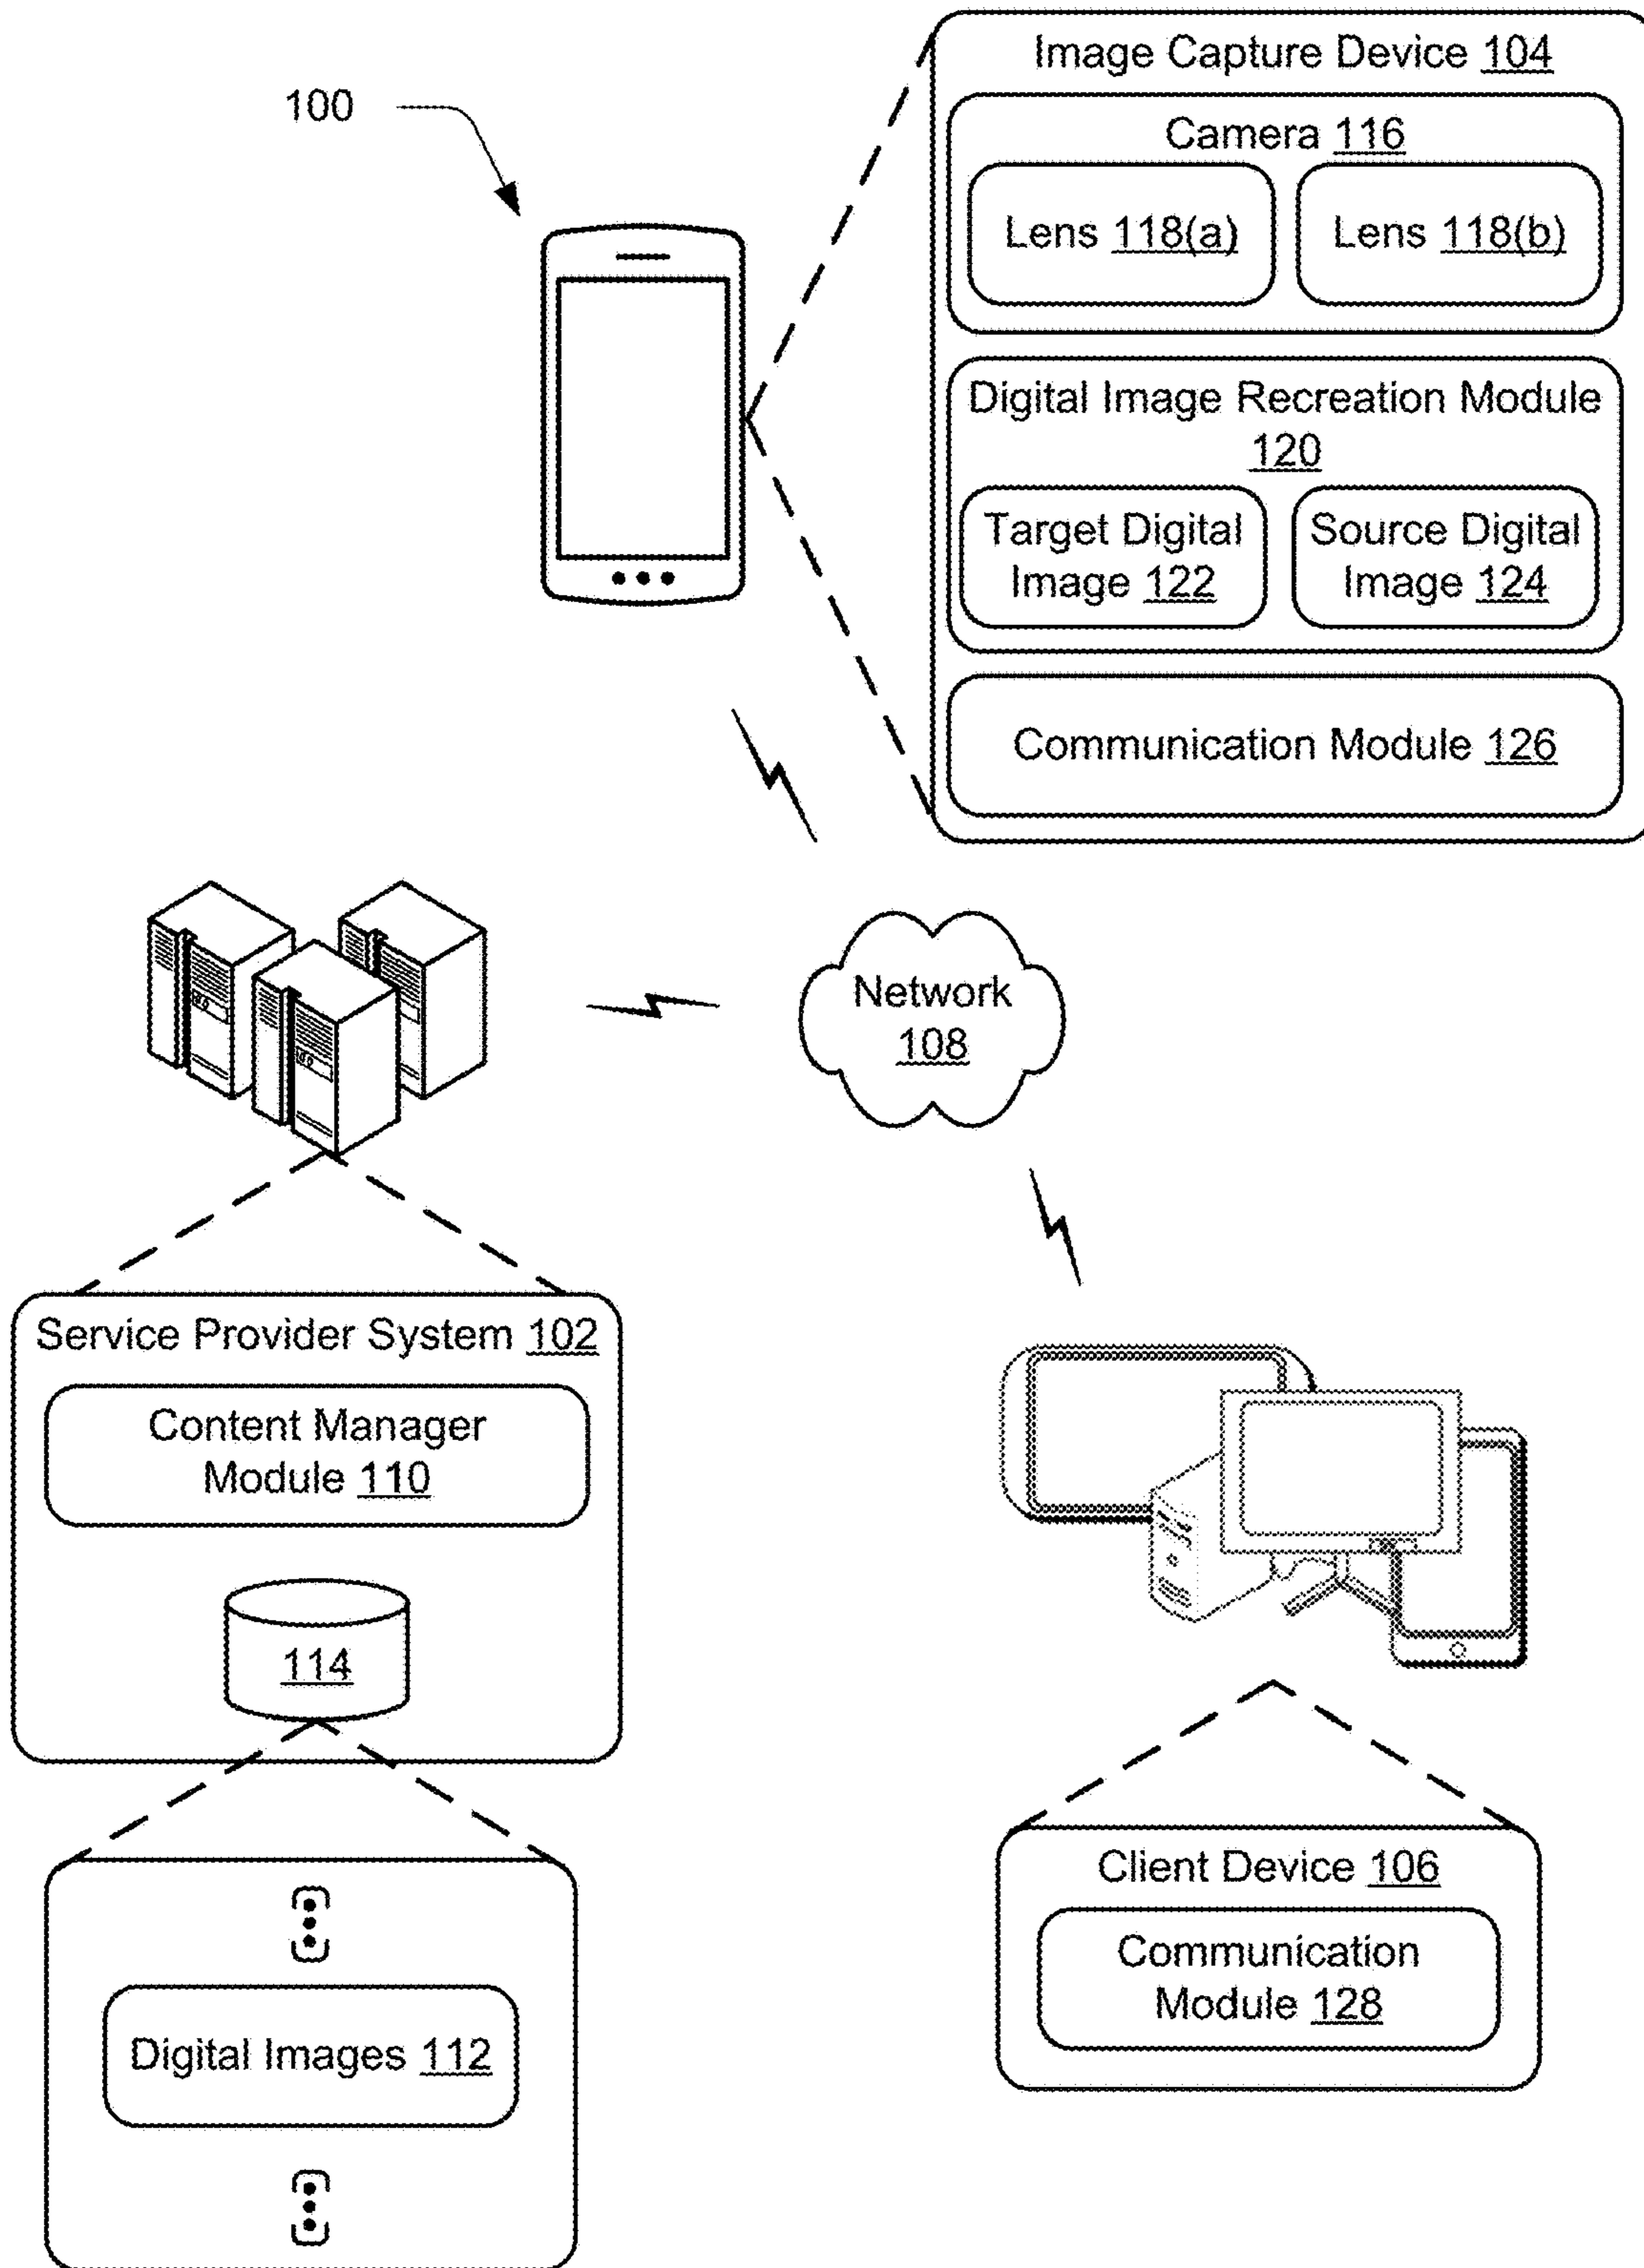 100
Image Capture Device 104
Camera 116
Lens 118(a)
Lens 118(b)
Digital Image Recreation Module
120
Target Digital
Image 122
Source Digital
Image 124
Communication Module 126
Network
108
Service Provider System 102
Content Manager
Module 110
114
Digital Images 112
Client Device 106
Communication
Module 128